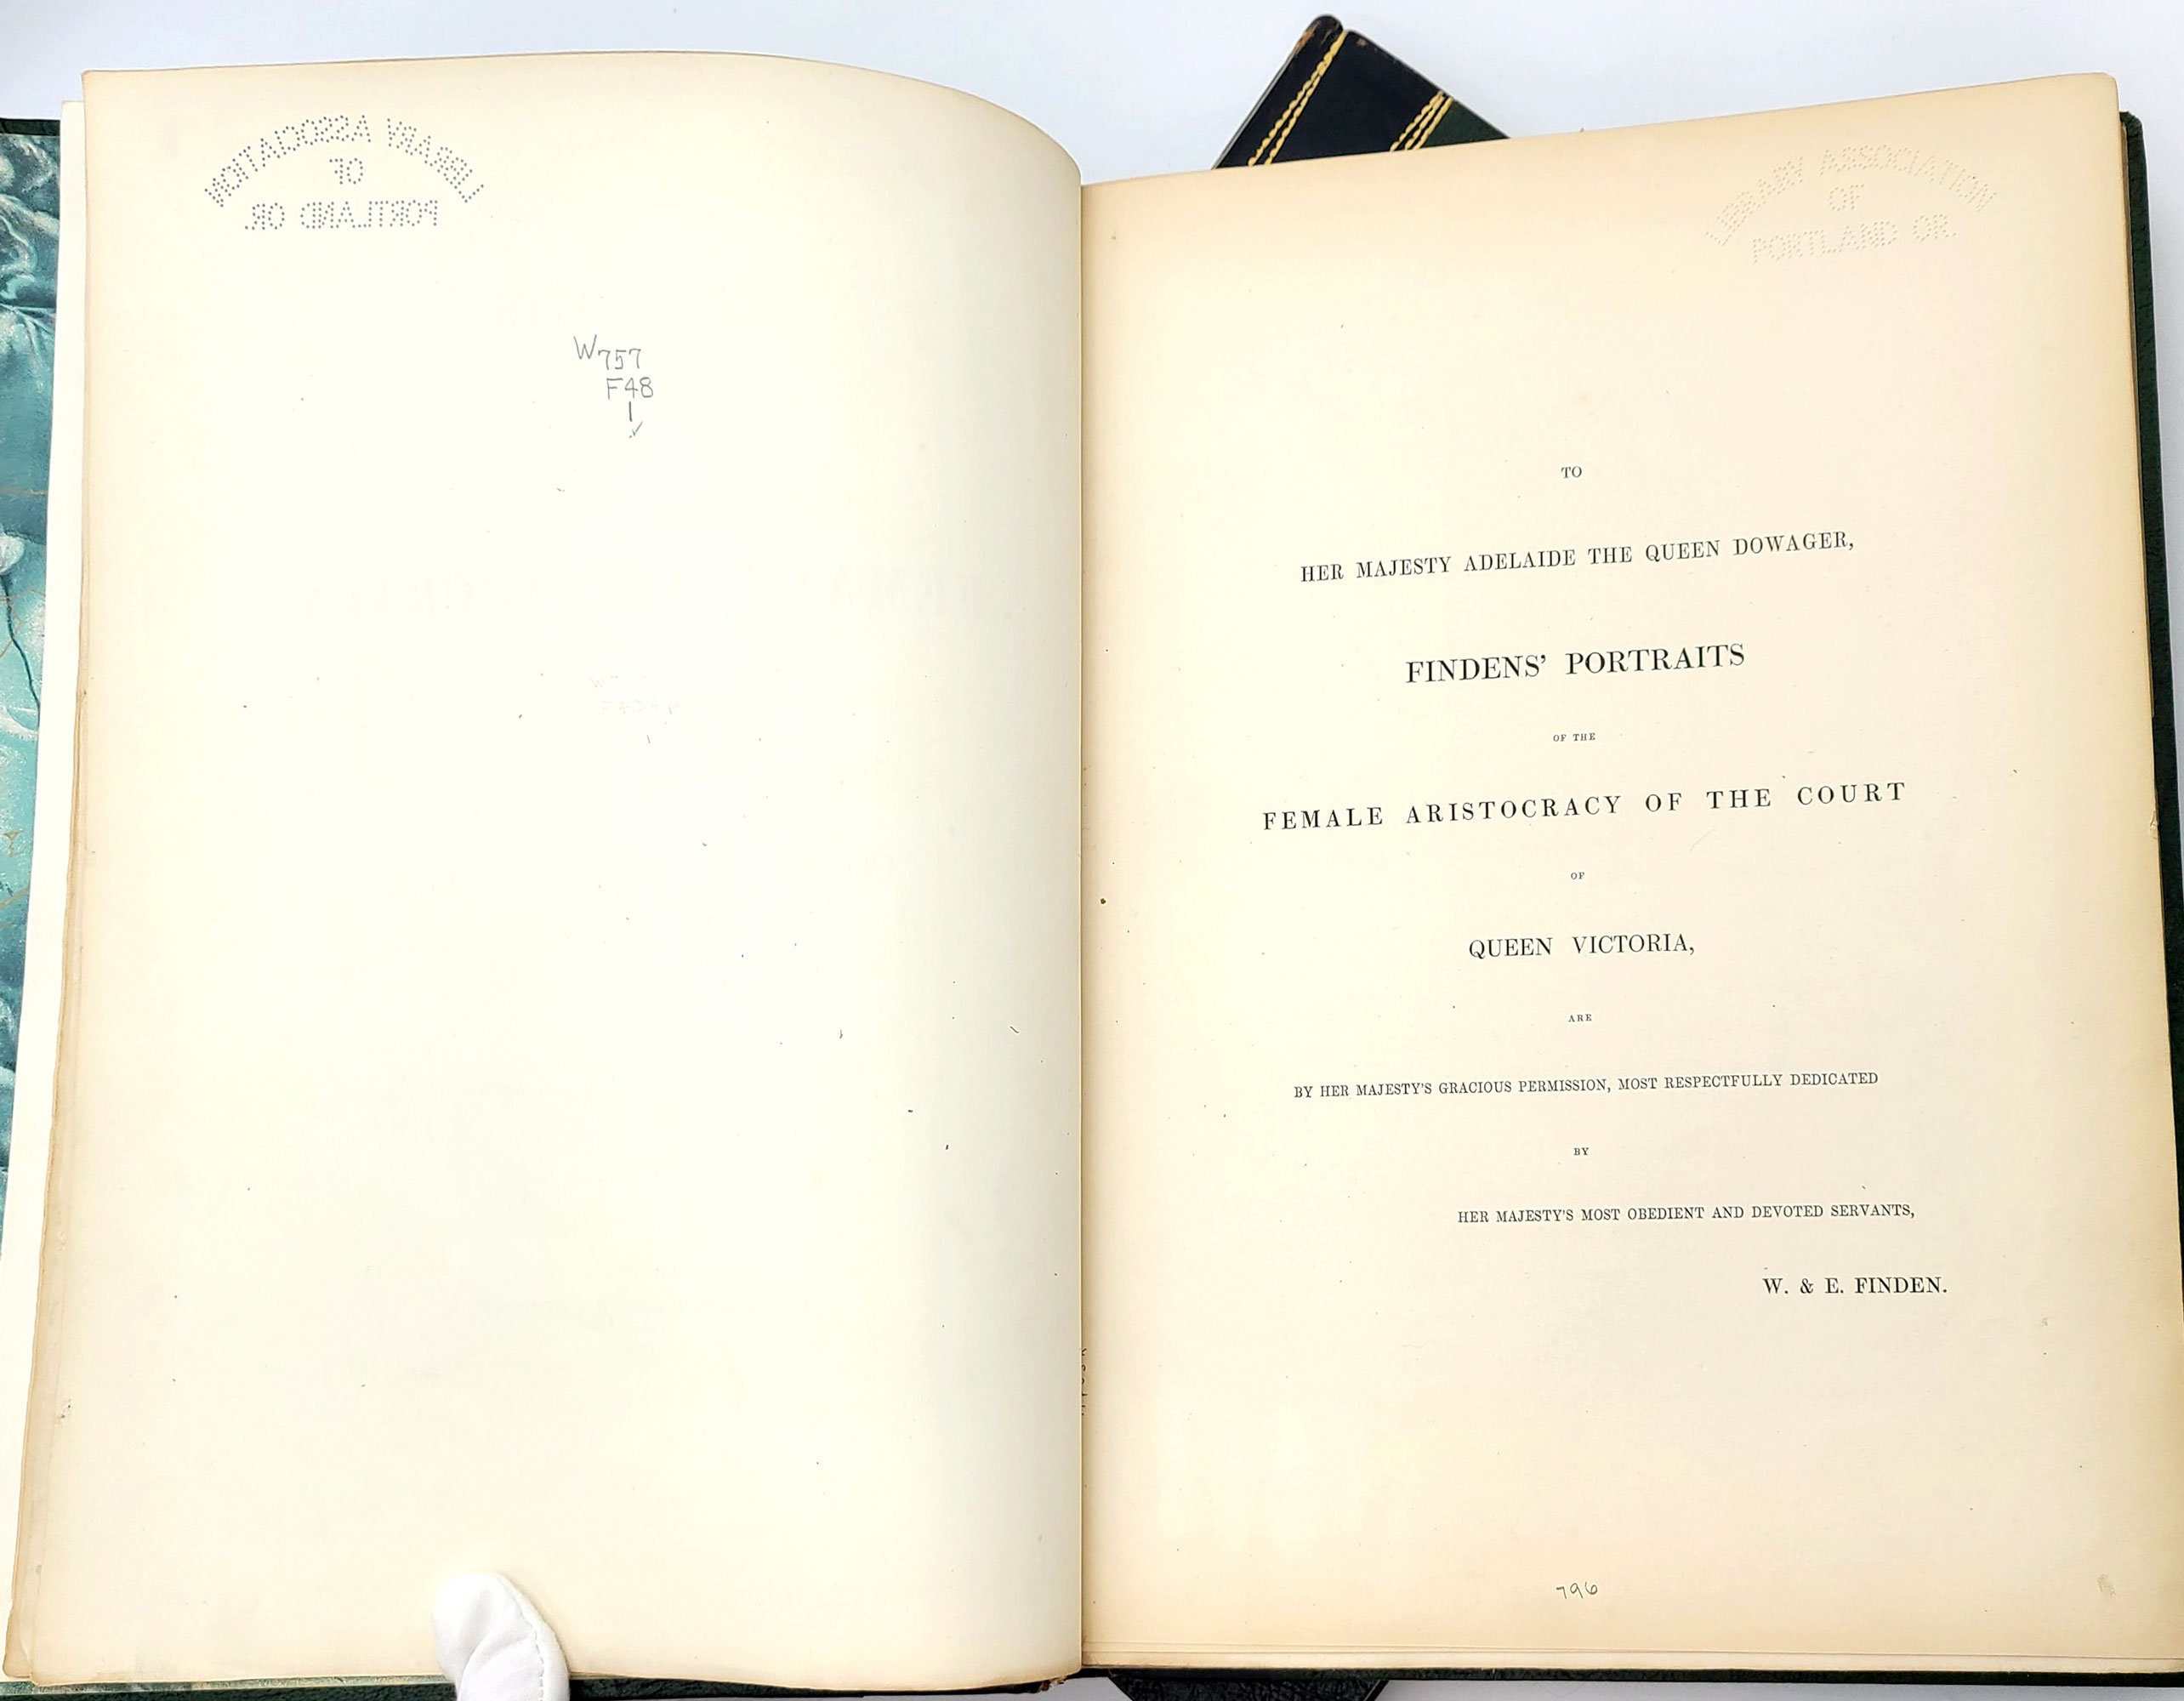 LIBRARY ASSOCIATION
OF
PORTLAND OR.
W757
F48
1
LIBRARY ASSOCIATION
OF
PORTLAND OR.
TO
HER MAJESTY ADELAIDE THE QUEEN DOWAGER,
FINDENS' PORTRAITS
OF THE
FEMALE ARISTOCRACY OF THE COURT
OF
QUEEN VICTORIA,
ARE
BY HER MAJESTY'S GRACIOUS PERMISSION, MOST RESPECTFULLY DEDICATED
BY
HER MAJESTY'S MOST OBEDIENT AND DEVOTED SERVANTS,
W. & E. FINDEN.
796